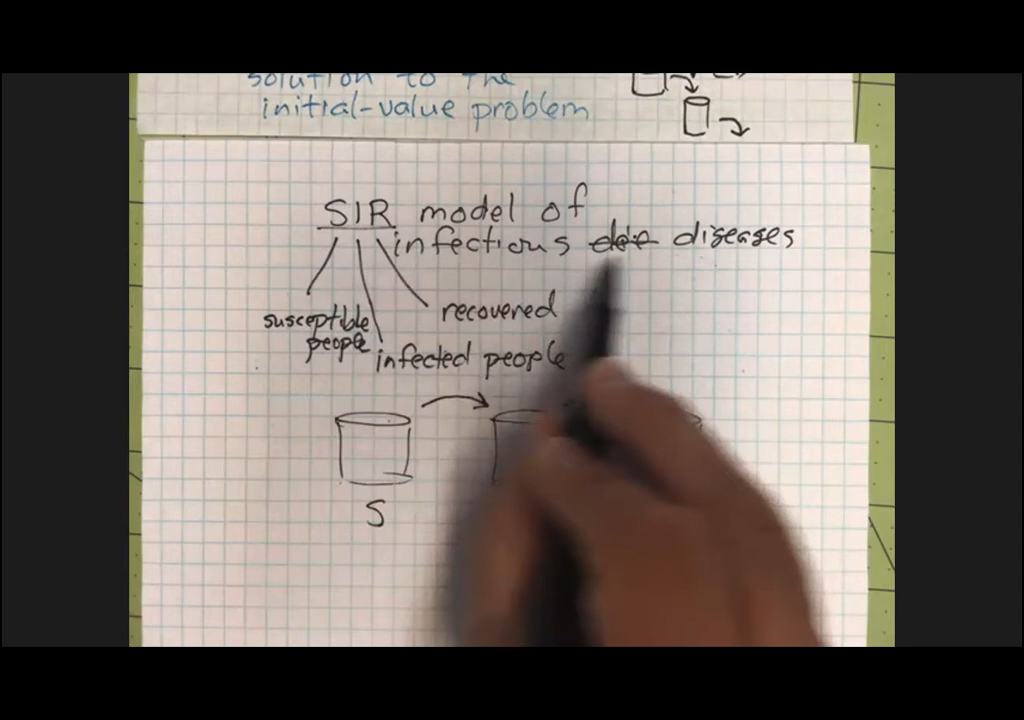 solution to the
initial-value problem
SIR model of
infectious diseases
recovered
susceptible
people
infected people
S